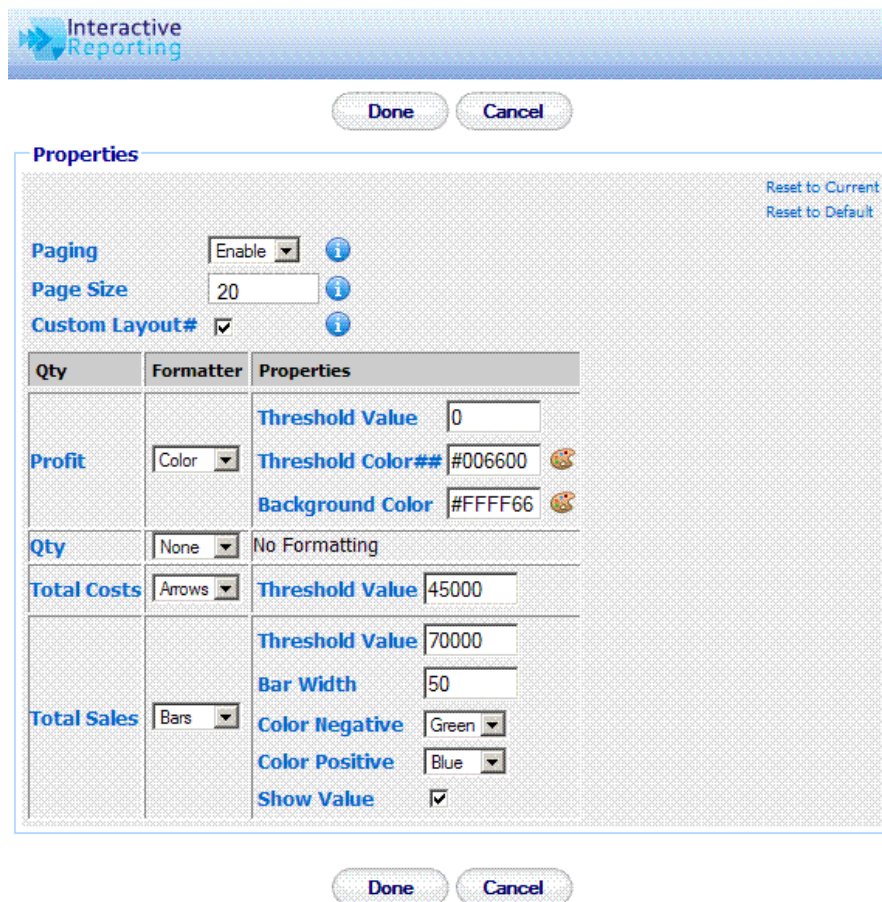 Interactive
Reporting
Done Cancel
Properties
Reset to Current
Reset to Default
Paging Enable
Page Size 20
Custom Layout#
Qty Formatter Properties
Threshold Value 0
Profit Color Threshold Color## #006600
Background Color #FFFF66
Qty None No Formatting
Total Costs Arrows Threshold Value 45000
Threshold Value 70000
Bar Width 50
Total Sales Bars Color Negative Green
Color Positive Blue
Show Value
Done Cancel